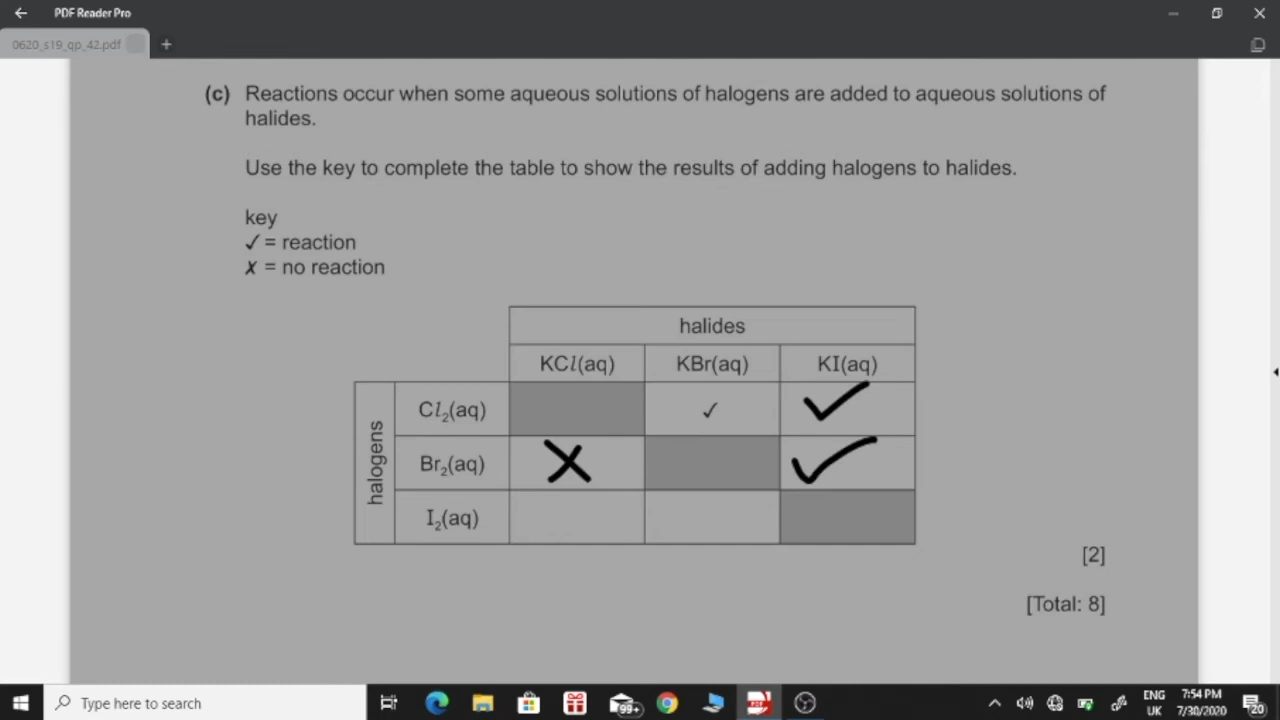 PDF Reader Pro
0620_s19_qp_42.pdf
(c) Reactions occur when some aqueous solutions of halogens are added to aqueous solutions of
halides.
Use the key to complete the table to show the results of adding halogens to halides.
key
✓ = reaction
✗ = no reaction
halides
KCl(aq) KBr(aq) KI(aq)
halogens
Cl₂(aq) ✓ ✓
Br₂(aq) ✗ ✓
I₂(aq)
[2]
[Total: 8]
Type here to search
99+
ENG
UK
7:54 PM
7/30/2020
20